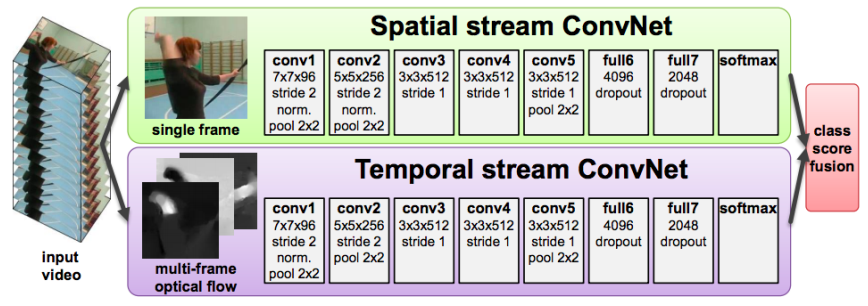 Spatial stream ConvNet
conv1
7x7x96
stride 2
norm.
pool 2x2
conv2
5x5x256
stride 2
norm.
pool 2x2
conv3
3x3x512
stride 1
conv4
3x3x512
stride 1
conv5
3x3x512
stride 1
pool 2x2
full6
4096
dropout
full7
2048
dropout
softmax
single frame
Temporal stream ConvNet
conv1
7x7x96
stride 2
norm.
pool 2x2
conv2
5x5x256
stride 2
pool 2x2
conv3
3x3x512
stride 1
conv4
3x3x512
stride 1
conv5
3x3x512
stride 1
pool 2x2
full6
4096
dropout
full7
2048
dropout
softmax
multi-frame
optical flow
input
video
class
score
fusion